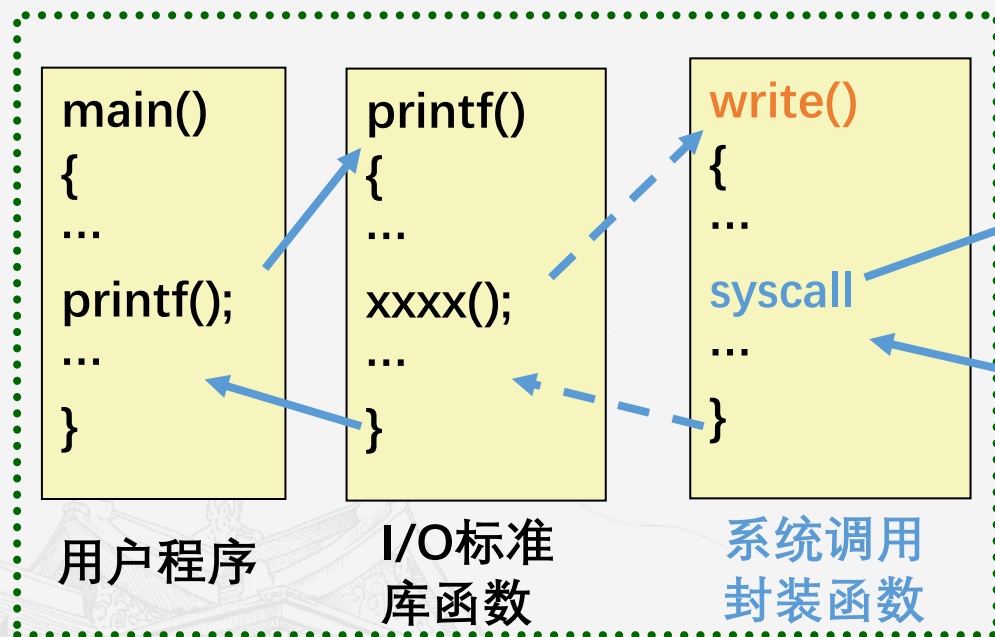 main()
{
...
printf();
...
}
用户程序
printf()
{
...
xxxx();
...
}
I/O标准
库函数
write()
{
...
syscall
...
}
系统调用
封装函数